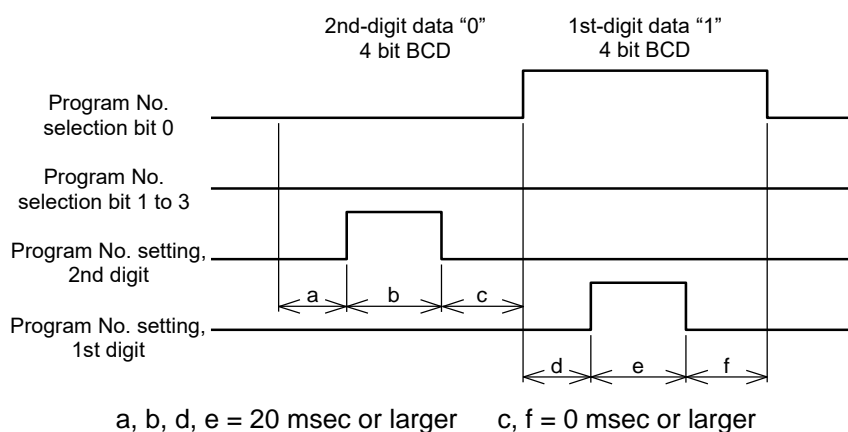 2nd-digit data “0”
4 bit BCD
1st-digit data “1”
4 bit BCD
Program No.
selection bit 0
Program No.
selection bit 1 to 3
Program No. setting,
2nd digit
a
b
c
Program No. setting,
1st digit
d
e
f
a, b, d, e = 20 msec or larger c, f = 0 msec or larger